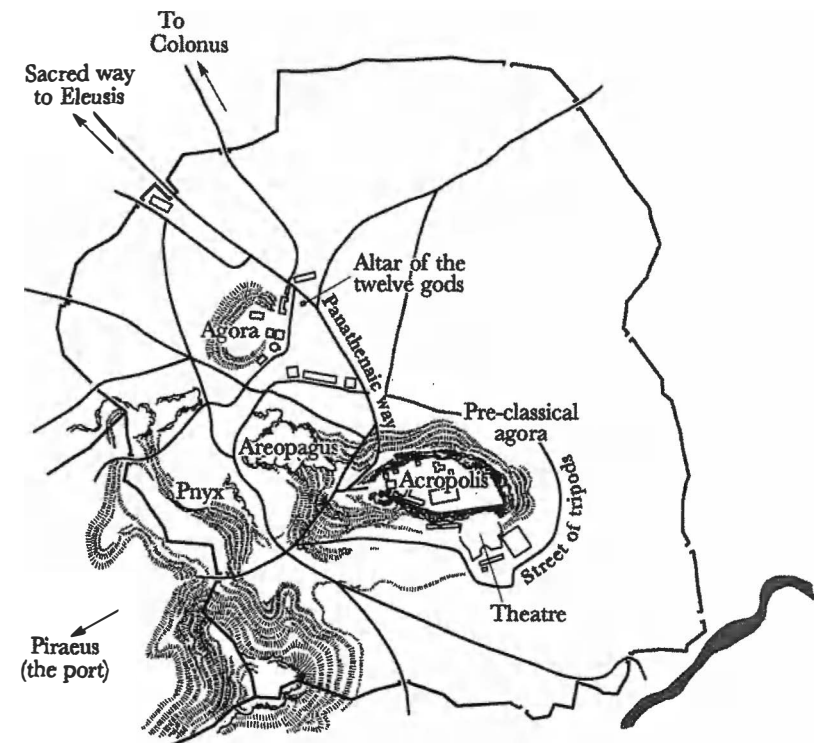 To
Colonus
Sacred way
to Eleusis
Altar of the
twelve gods
Agora
Panathenaic way
Pre-classical
agora
Areopagus
Acropolis
Pnyx
Street of tripods
Theatre
Piraeus
(the port)